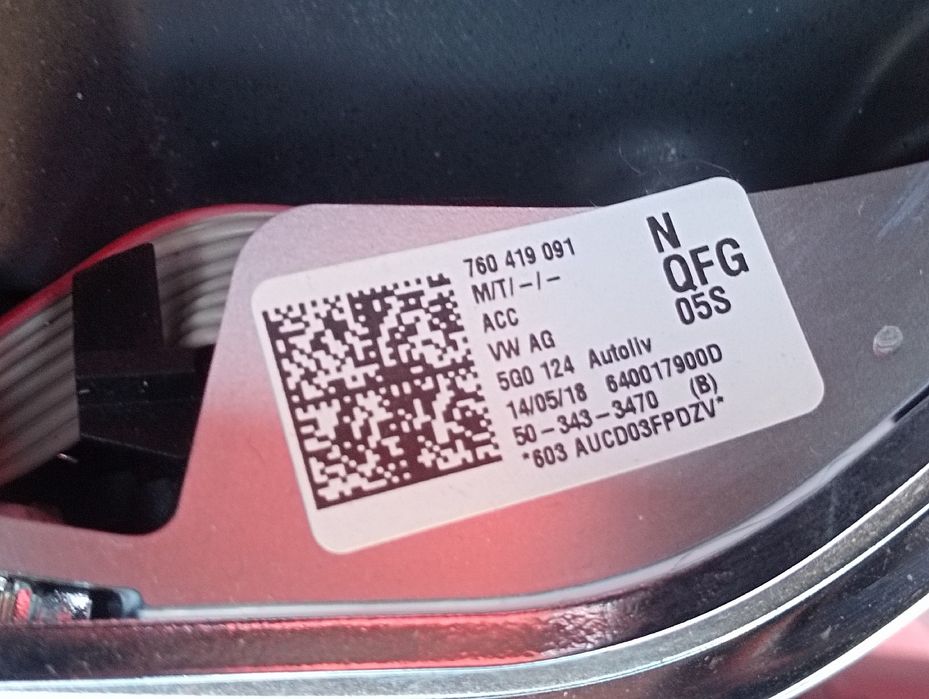 760 419 091
M/T/-/-
ACC
VW AG
5G0 124 Autoliv
14/05/18 640017900D
50-343-3470 (B)
*603 AUCD03FPDZV*
N
QFG
05S